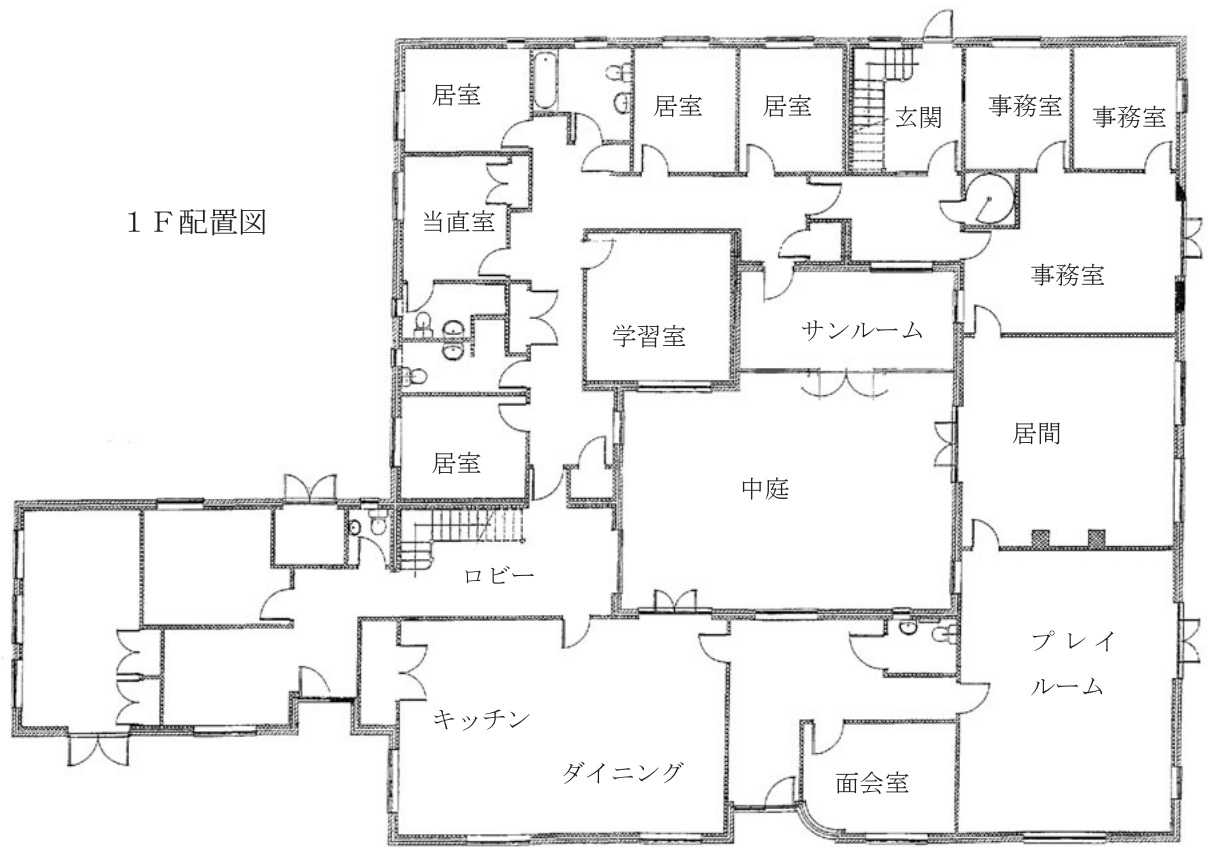 居室
居室
居室
玄関
事務室
事務室
1F配置図
当直室
事務室
学習室
サンルーム
居間
居室
中庭
ロビー
プレイ
ルーム
キッチン
ダイニング
面会室